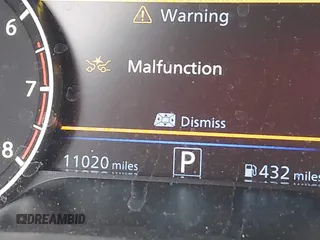 6
Warning
7
Malfunction
Dismiss
8
11020 miles
P
432 miles
DREAMBID